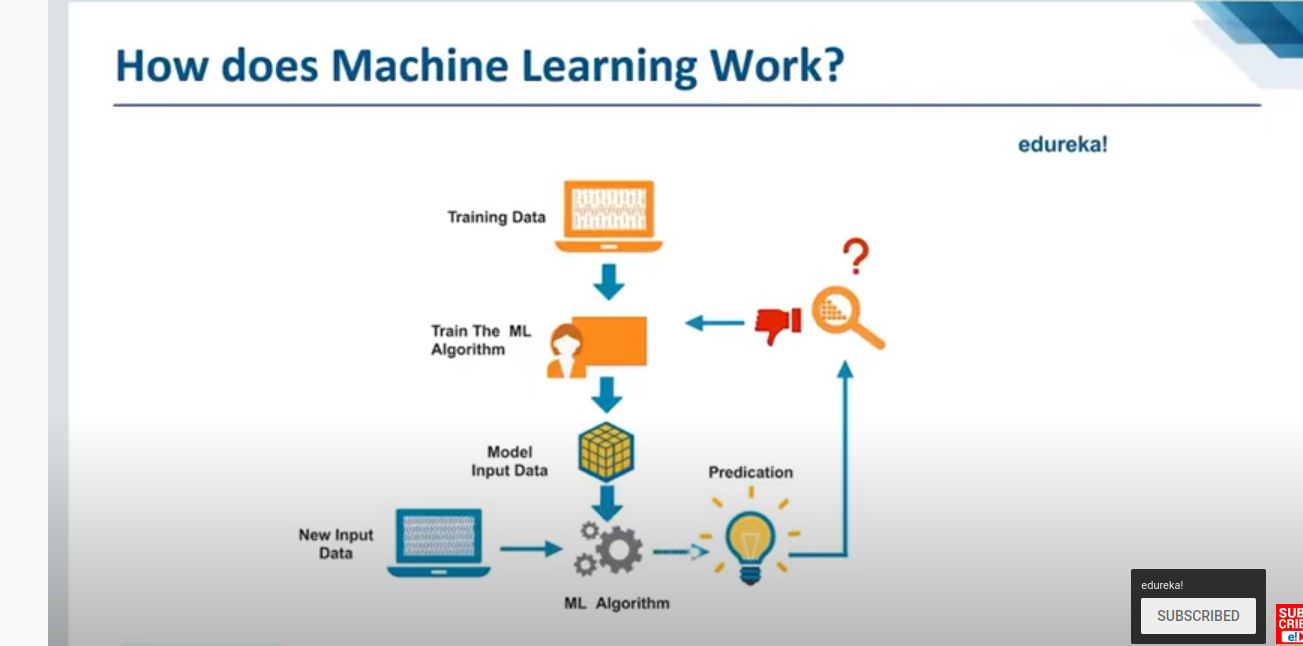 How does Machine Learning Work?
edureka!
Training Data
?
Train The ML
Algorithm
Model
Input Data
Predication
New Input
Data
ML Algorithm
edureka!
SUBSCRIBED
SUB
CRIB
e!